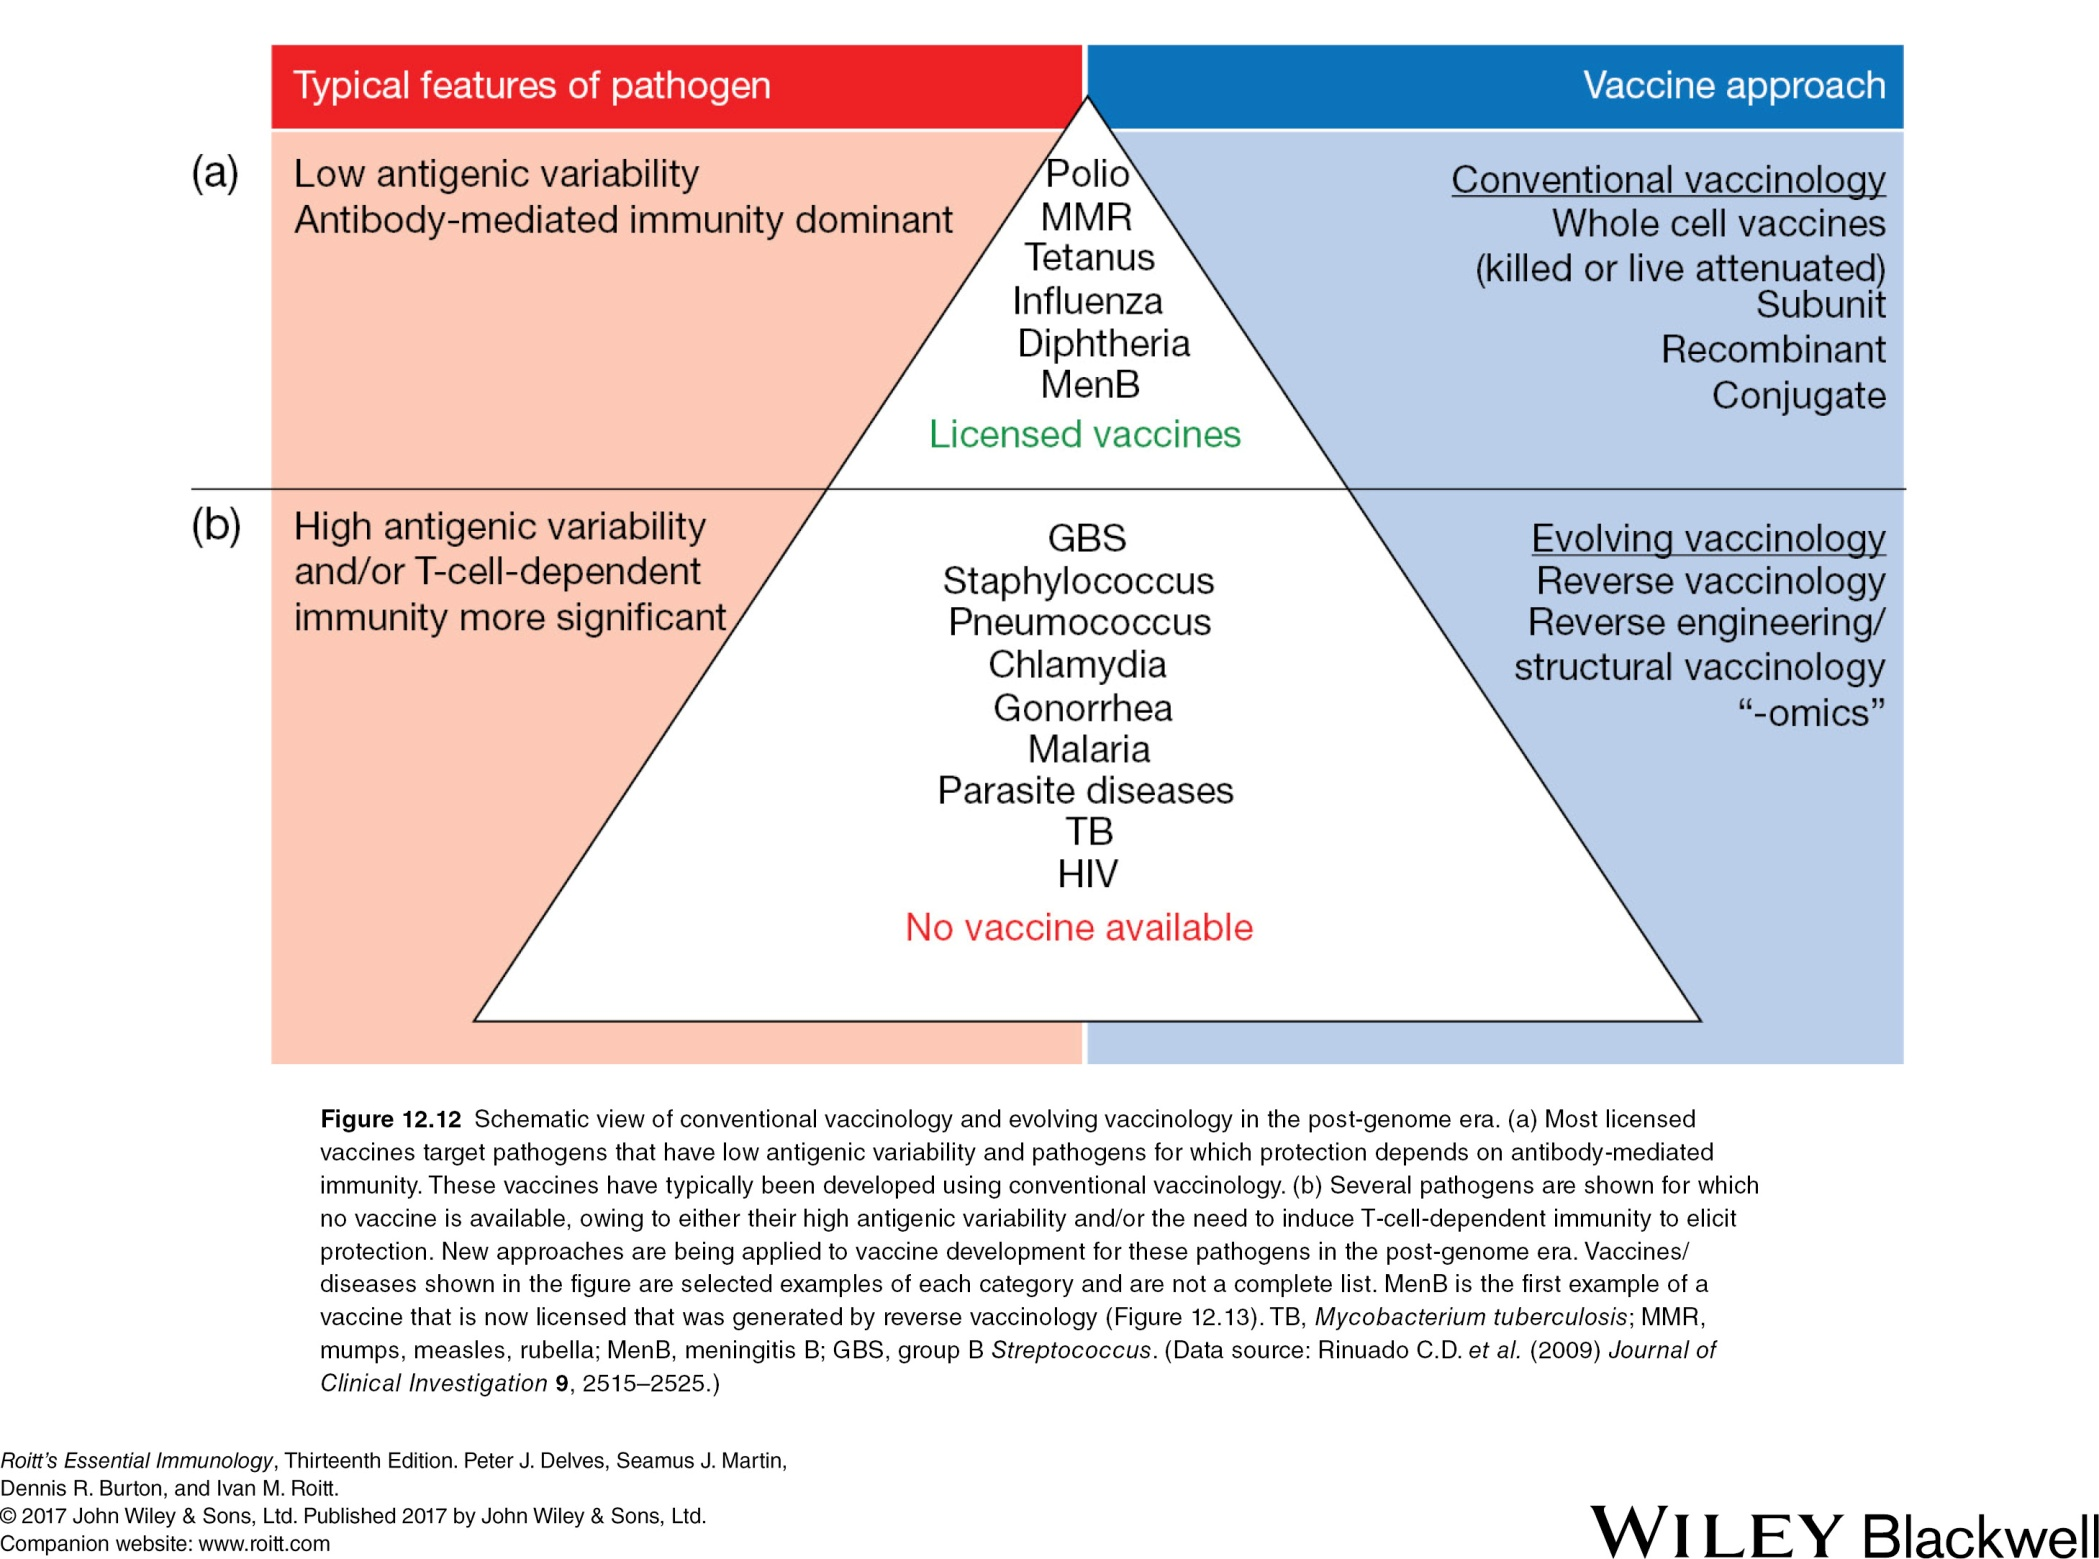 Typical features of pathogen
Vaccine approach
(a)
Low antigenic variability
Antibody-mediated immunity dominant
Polio
MMR
Tetanus
Influenza
Diphtheria
MenB
Licensed vaccines
Conventional vaccinology
Whole cell vaccines
(killed or live attenuated)
Subunit
Recombinant
Conjugate
(b)
High antigenic variability
and/or T-cell-dependent
immunity more significant
GBS
Staphylococcus
Pneumococcus
Chlamydia
Gonorrhea
Malaria
Parasite diseases
TB
HIV
No vaccine available
Evolving vaccinology
Reverse vaccinology
Reverse engineering/
structural vaccinology
“-omics”
Figure 12.12 Schematic view of conventional vaccinology and evolving vaccinology in the post-genome era. (a) Most licensed
vaccines target pathogens that have low antigenic variability and pathogens for which protection depends on antibody-mediated
immunity. These vaccines have typically been developed using conventional vaccinology. (b) Several pathogens are shown for which
no vaccine is available, owing to either their high antigenic variability and/or the need to induce T-cell-dependent immunity to elicit
protection. New approaches are being applied to vaccine development for these pathogens in the post-genome era. Vaccines/
diseases shown in the figure are selected examples of each category and are not a complete list. MenB is the first example of a
vaccine that is now licensed that was generated by reverse vaccinology (Figure 12.13). TB, Mycobacterium tuberculosis; MMR,
mumps, measles, rubella; MenB, meningitis B; GBS, group B Streptococcus. (Data source: Rinuado C.D. et al. (2009) Journal of
Clinical Investigation 9, 2515–2525.)
Roitt’s Essential Immunology, Thirteenth Edition. Peter J. Delves, Seamus J. Martin,
Dennis R. Burton, and Ivan M. Roitt.
© 2017 John Wiley & Sons, Ltd. Published 2017 by John Wiley & Sons, Ltd.
Companion website: www.roitt.com
WILEY Blackwell